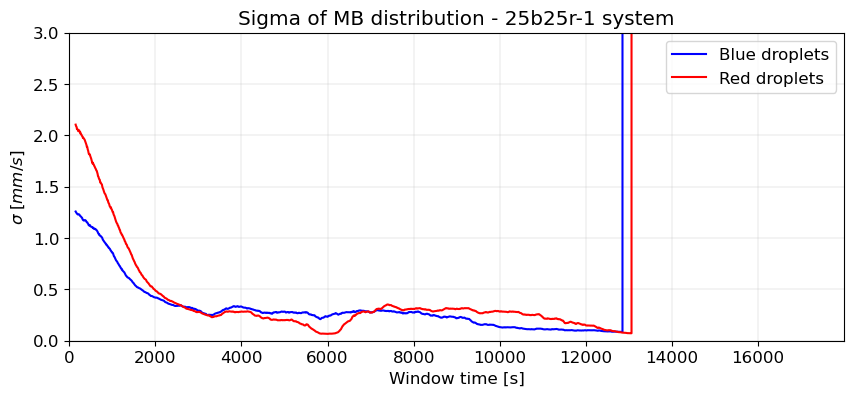 Sigma of MB distribution - 25b25r-1 system
3.0
2.5
2.0
1.5
1.0
0.5
0.0
σ [mm/s]
Blue droplets
Red droplets
0 2000 4000 6000 8000 10000 12000 14000 16000
Window time [s]